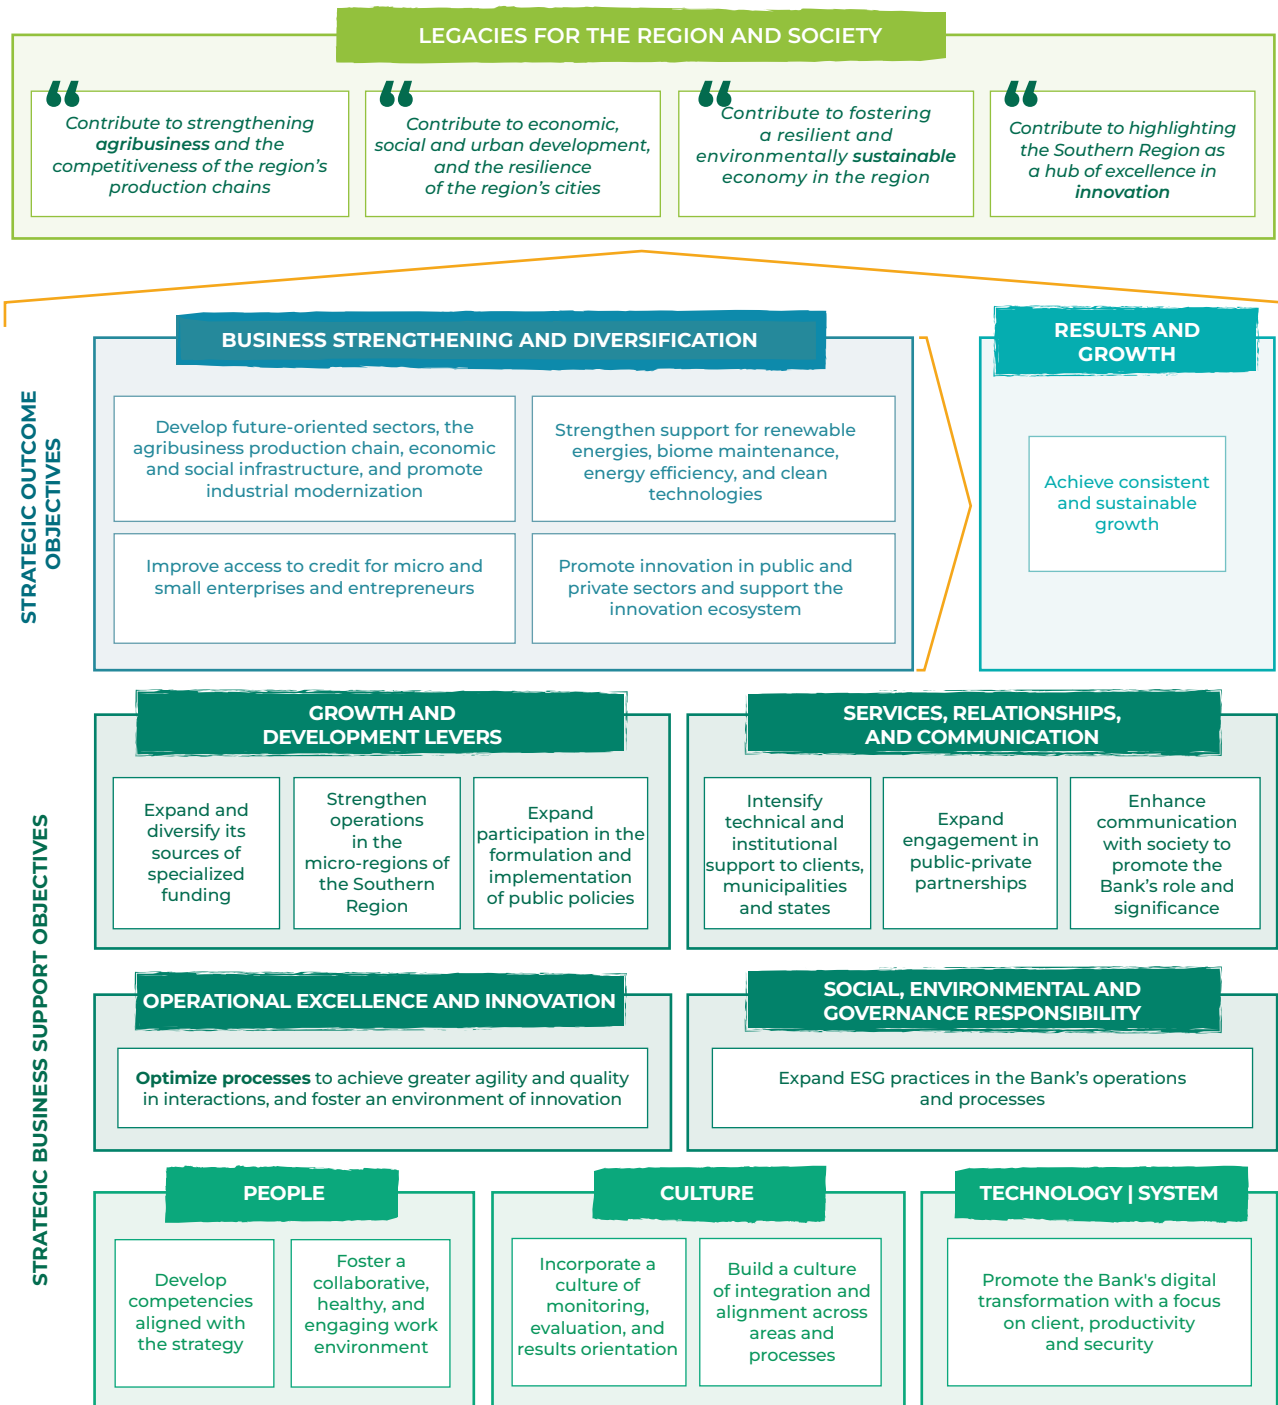 LEGACIES FOR THE REGION AND SOCIETY
Contribute to strengthening
agribusiness and the
competitiveness of the region's
production chains
Contribute to economic,
social and urban development,
and the resilience
of the region's cities
Contribute to fostering
a resilient and
environmentally sustainable
economy in the region
Contribute to highlighting
the Southern Region as
a hub of excellence in
innovation
STRATEGIC OUTCOME
OBJECTIVES
BUSINESS STRENGTHENING AND DIVERSIFICATION
Develop future-oriented sectors, the
agribusiness production chain, economic
and social infrastructure, and promote
industrial modernization
Strengthen support for renewable
energies, biome maintenance,
energy efficiency, and clean
technologies
Improve access to credit for micro and
small enterprises and entrepreneurs
Promote innovation in public and
private sectors and support the
innovation ecosystem
RESULTS AND
GROWTH
Achieve consistent
and sustainable
growth
STRATEGIC BUSINESS SUPPORT OBJECTIVES
GROWTH AND
DEVELOPMENT LEVERS
Expand and
diversify its
sources of
specialized
funding
Strengthen
operations
in the
micro-regions of
the Southern
Region
Expand
participation in the
formulation and
implementation
of public policies
SERVICES, RELATIONSHIPS,
AND COMMUNICATION
Intensify
technical and
institutional
support to clients,
municipalities
and states
Expand
engagement in
public-private
partnerships
Enhance
communication
with society to
promote the
Bank's role and
significance
OPERATIONAL EXCELLENCE AND INNOVATION
Optimize processes to achieve greater agility and quality
in interactions, and foster an environment of innovation
SOCIAL, ENVIRONMENTAL AND
GOVERNANCE RESPONSIBILITY
Expand ESG practices in the Bank's operations
and processes
PEOPLE
Develop
competencies
aligned with
the strategy
Foster a
collaborative,
healthy, and
engaging work
environment
CULTURE
Incorporate a
culture of
monitoring,
evaluation, and
results orientation
Build a culture
of integration and
alignment across
areas and
processes
TECHNOLOGY | SYSTEM
Promote the Bank's digital
transformation with a focus
on client, productivity
and security